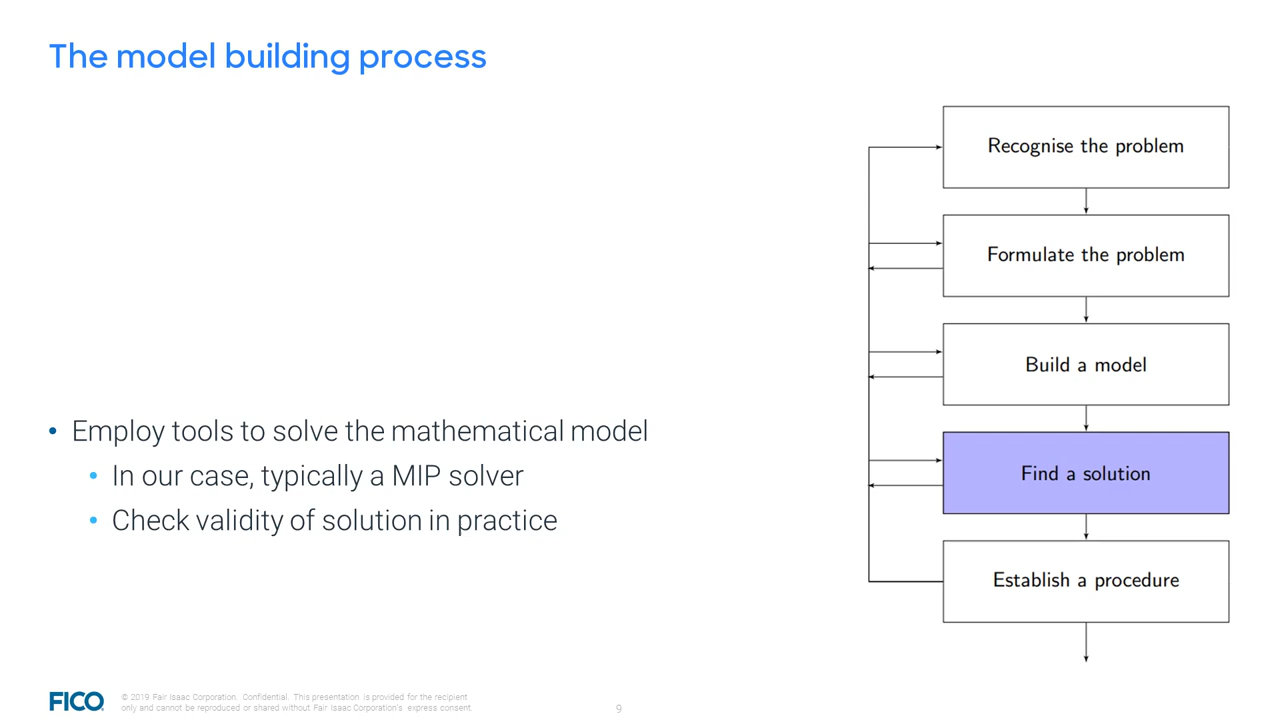 The model building process
Recognise the problem
Formulate the problem
Build a model
• Employ tools to solve the mathematical model
• In our case, typically a MIP solver
• Check validity of solution in practice
Find a solution
Establish a procedure
FICO
© 2019 Fair Isaac Corporation. Confidential. This presentation is provided for the recipient
only and cannot be reproduced or shared without Fair Isaac Corporation's express consent
9